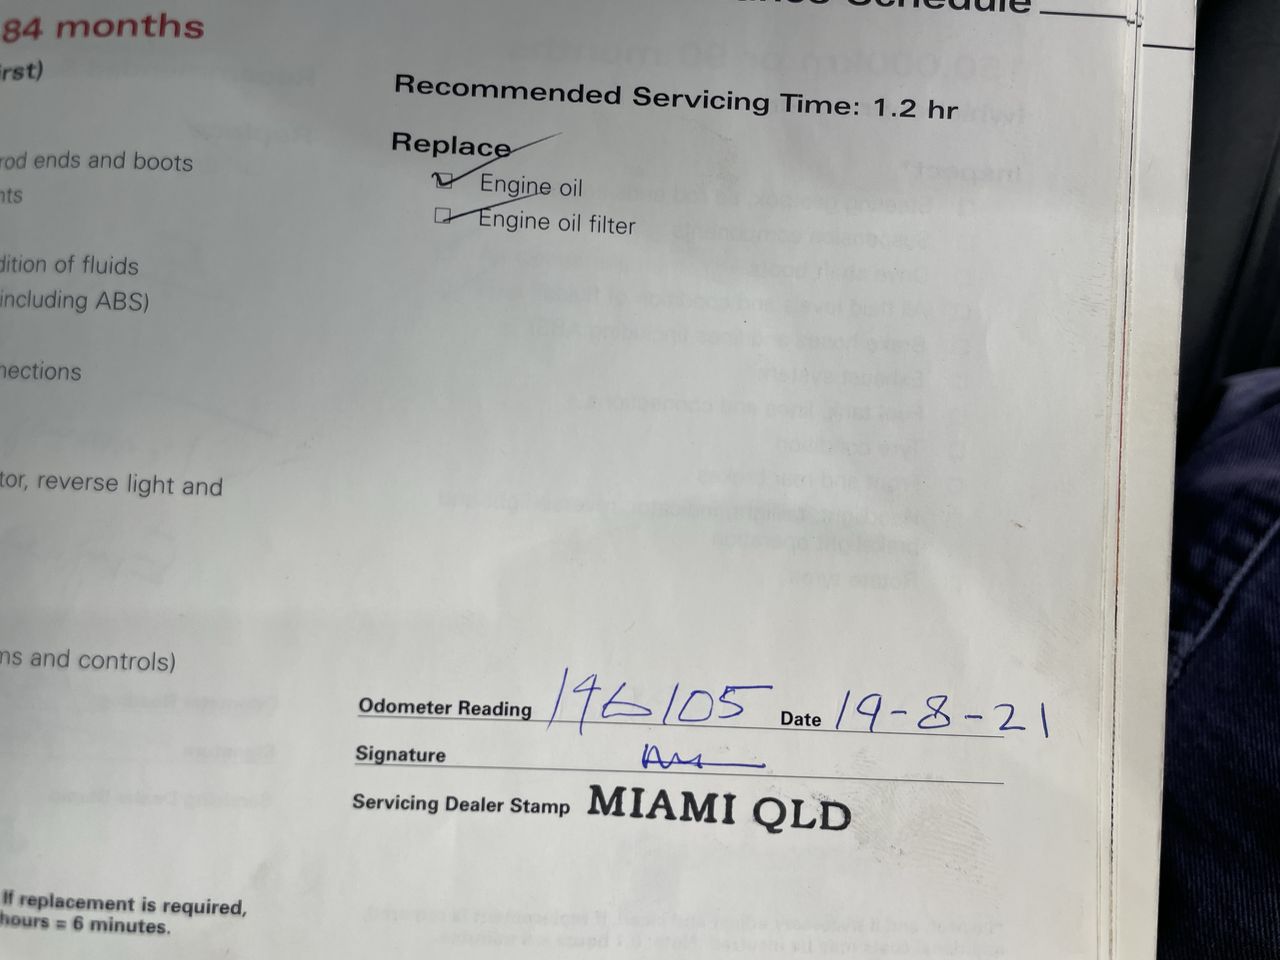 84 months
irst)
Recommended Servicing Time: 1.2 hr
Replace
Engine oil
Engine oil filter
rod ends and boots
nts
dition of fluids
including ABS)
nections
tor, reverse light and
ns and controls)
Odometer Reading 146105 Date 19-8-21
Signature
Servicing Dealer Stamp MIAMI QLD
If replacement is required,
hours = 6 minutes.